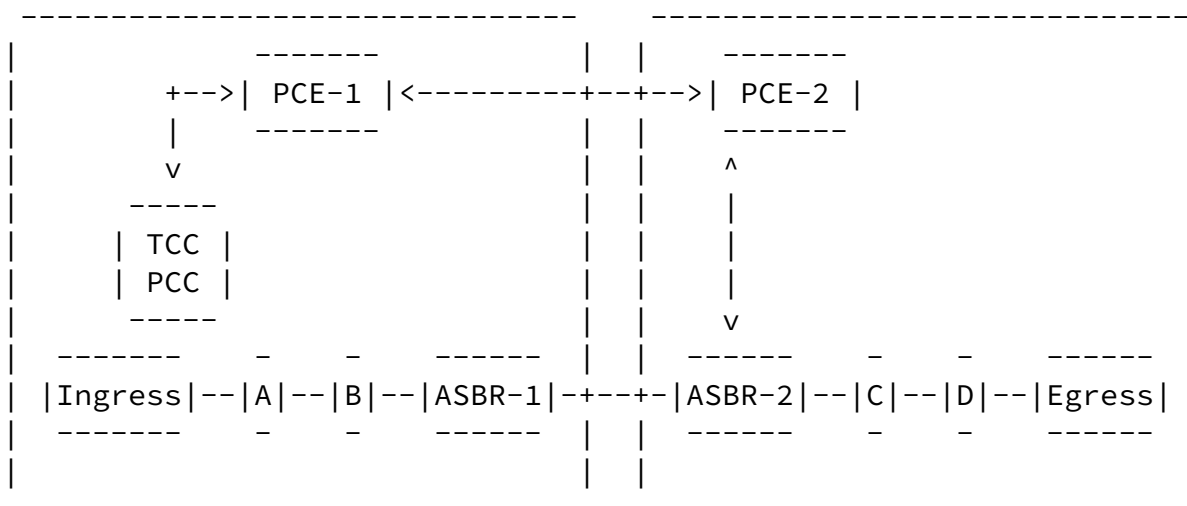 PCE-1 PCE-2
TCC
PCC
Ingress A B ASBR-1 ASBR-2 C D Egress